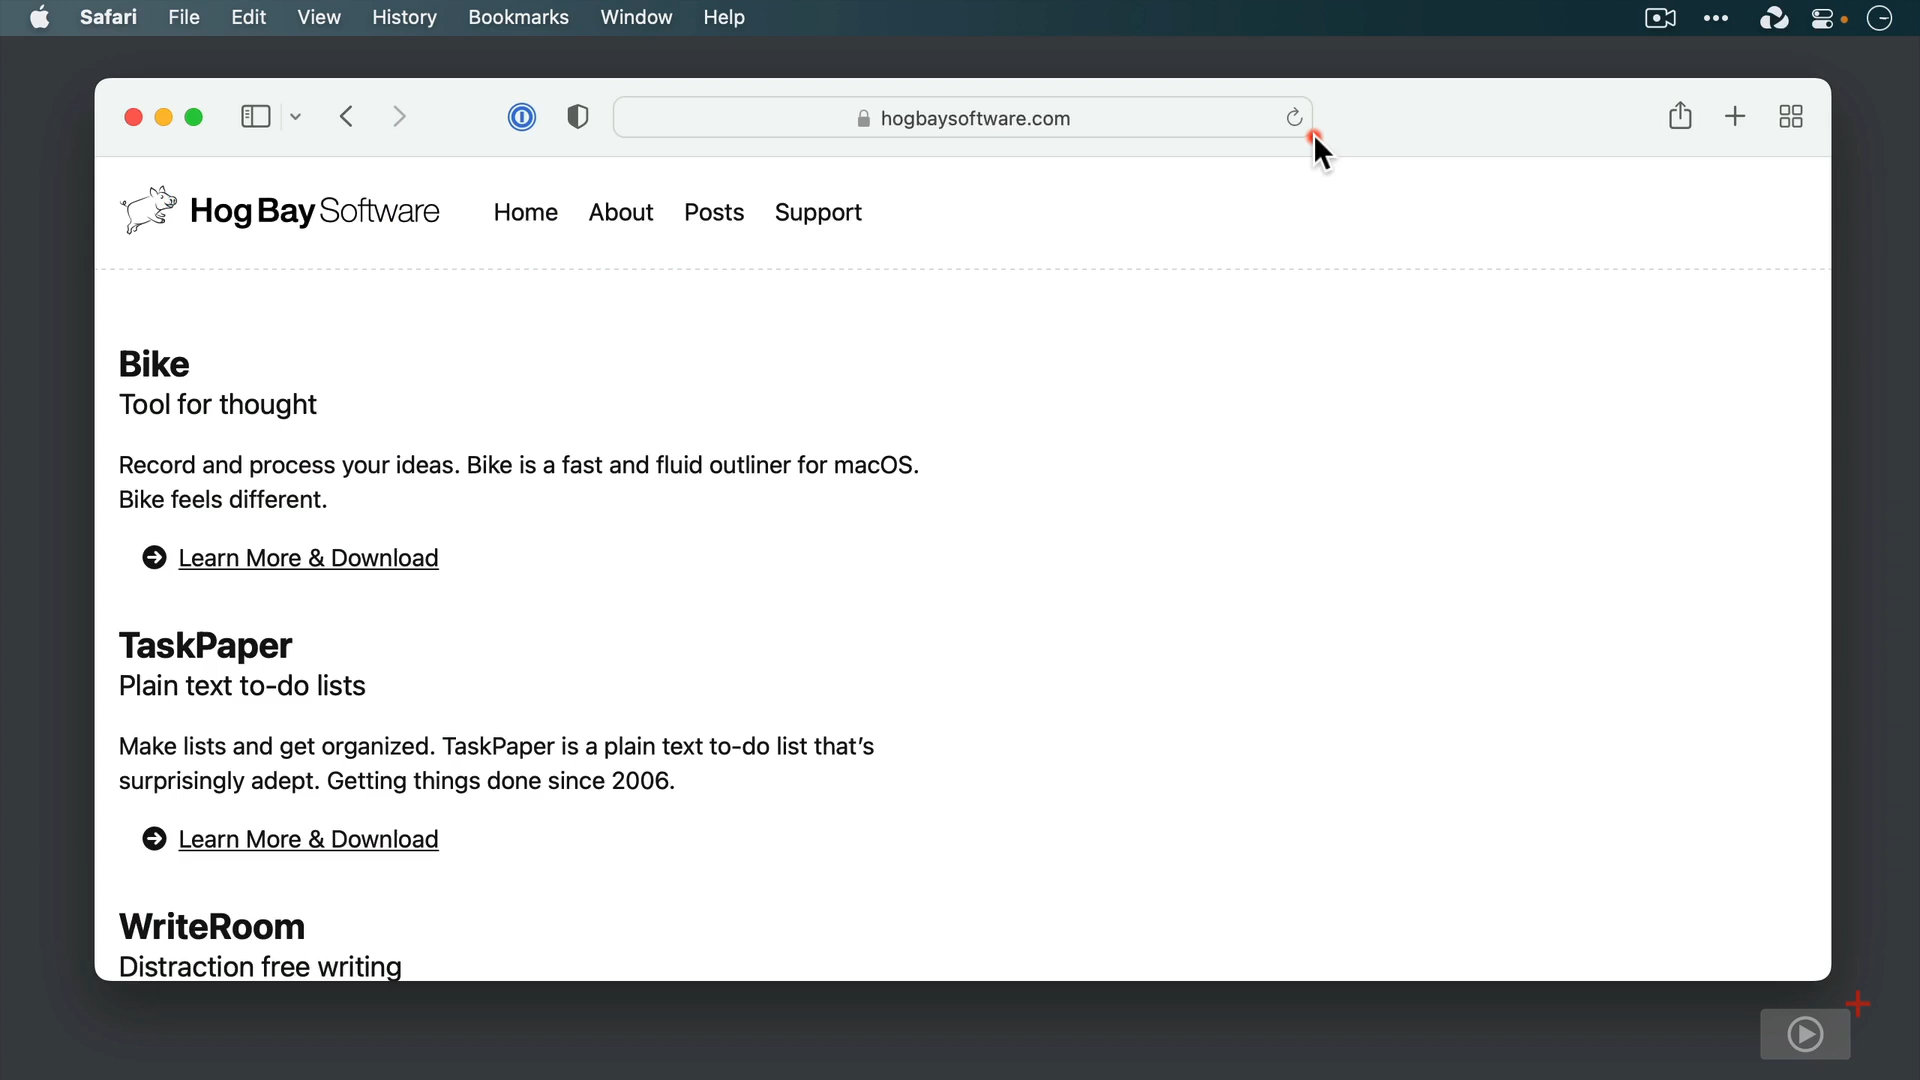 Safari File Edit View History Bookmarks Window Help
hogbaysoftware.com
Hog Bay Software Home About Posts Support
Bike
Tool for thought
Record and process your ideas. Bike is a fast and fluid outliner for macOS.
Bike feels different.
Learn More & Download
TaskPaper
Plain text to-do lists
Make lists and get organized. TaskPaper is a plain text to-do list that's
surprisingly adept. Getting things done since 2006.
Learn More & Download
WriteRoom
Distraction free writing